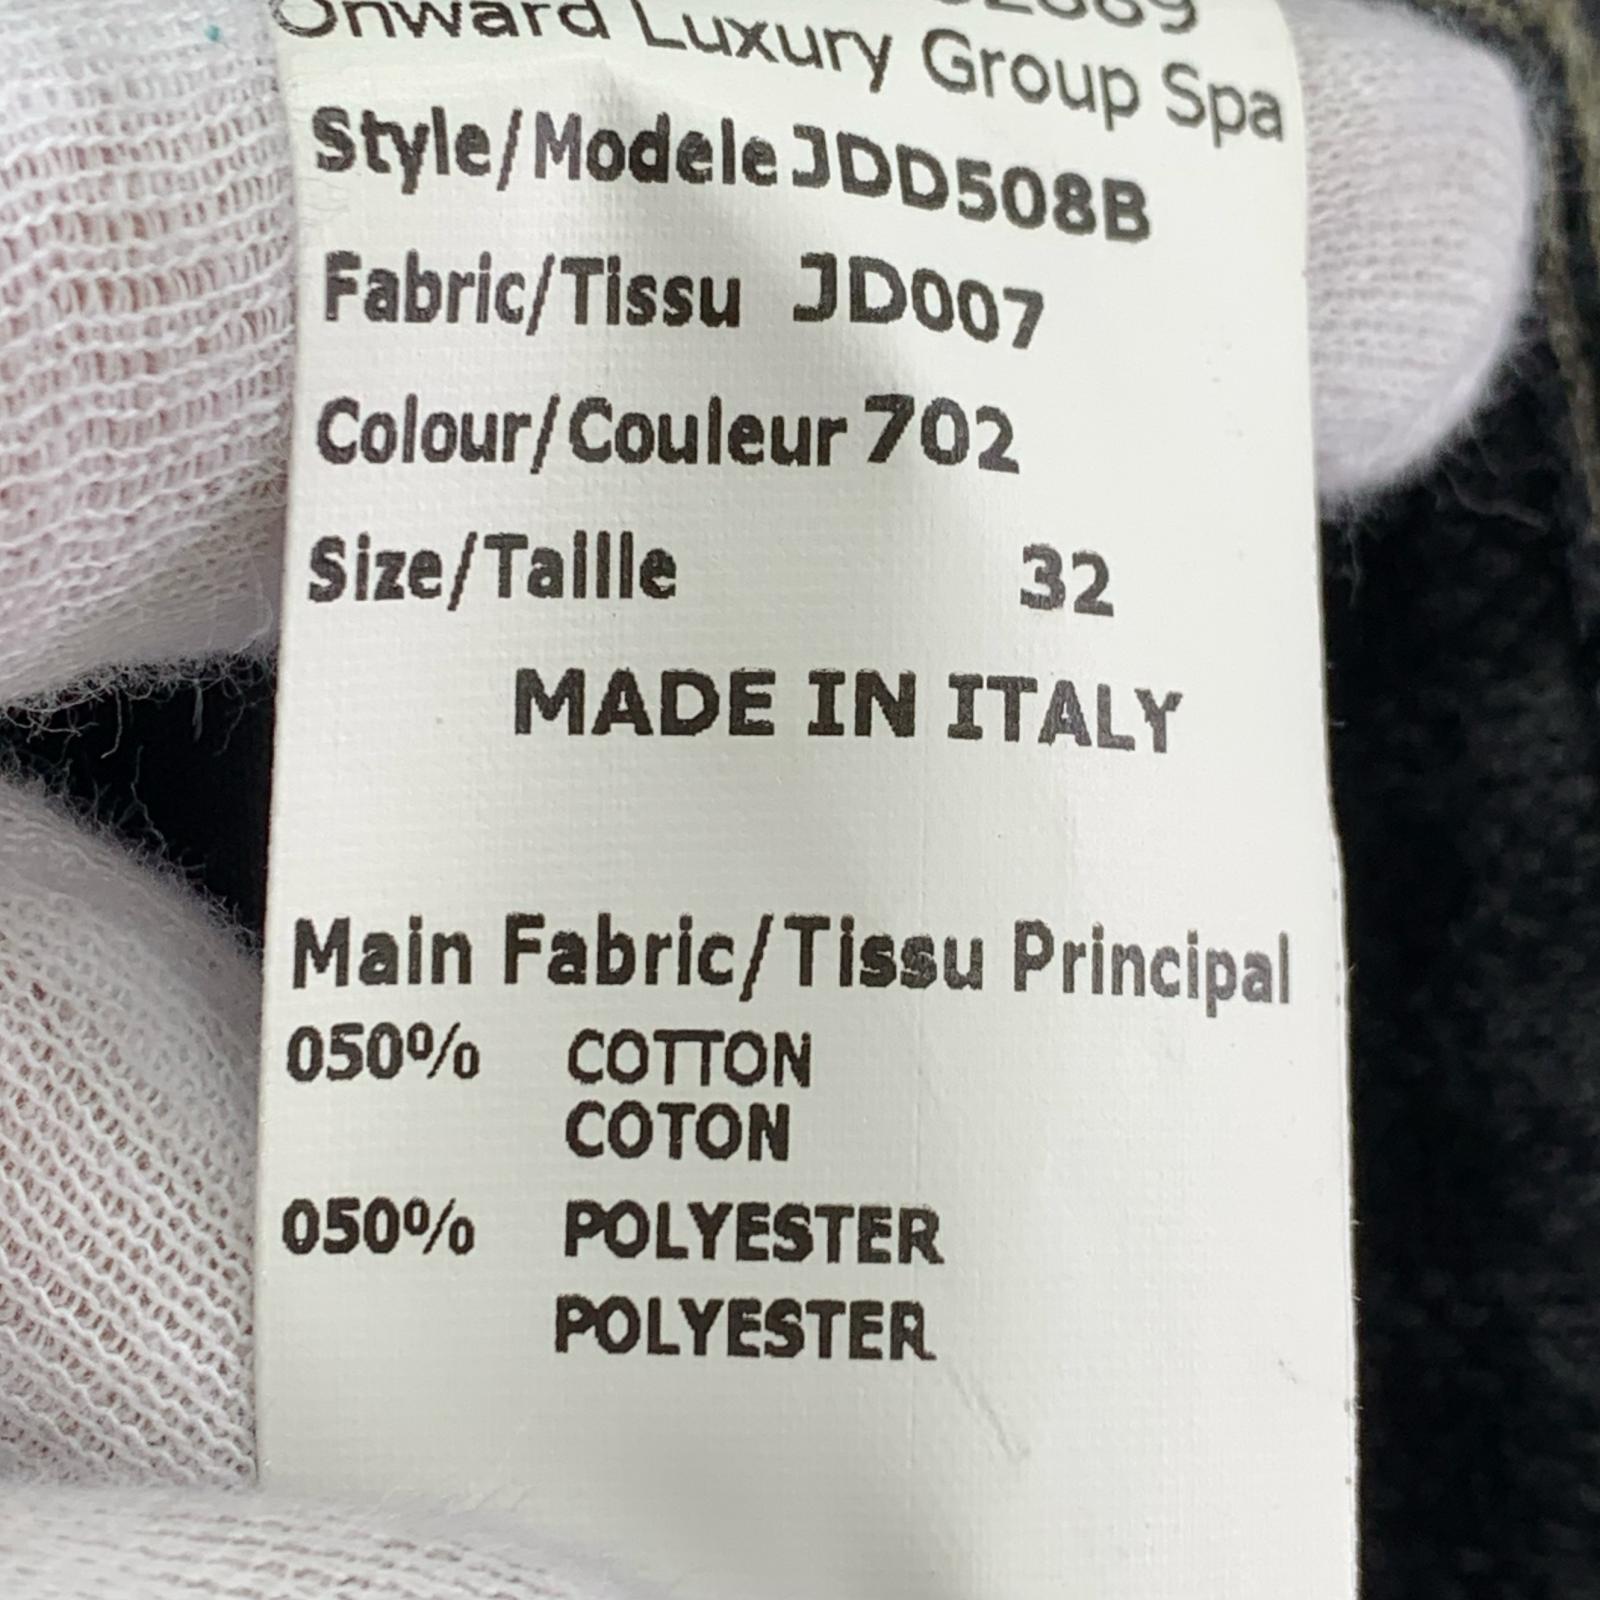 Onward Luxury Group Spa
Style/Modele JDD508B
Fabric/Tissu JD007
Colour/Couleur 702
Size/Taille 32
MADE IN ITALY
Main Fabric/Tissu Principal
050% COTTON
COTON
050% POLYESTER
POLYESTER